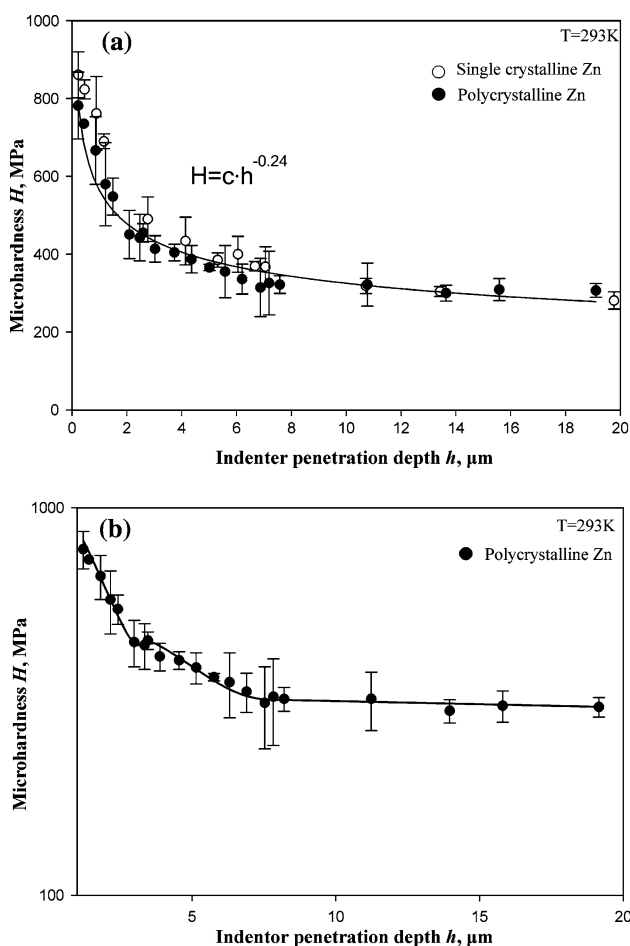 1000
(a)
T=293K
Single crystalline Zn
Polycrystalline Zn
800
600
400
200
0
H=c·h^-0.24
Microhardness H, MPa
0 2 4 6 8 10 12 14 16 18 20
Indenter penetration depth h, µm
1000
(b)
T=293K
Polycrystalline Zn
Microhardness H, MPa
100
5 10 15 20
Indentor penetration depth h, µm